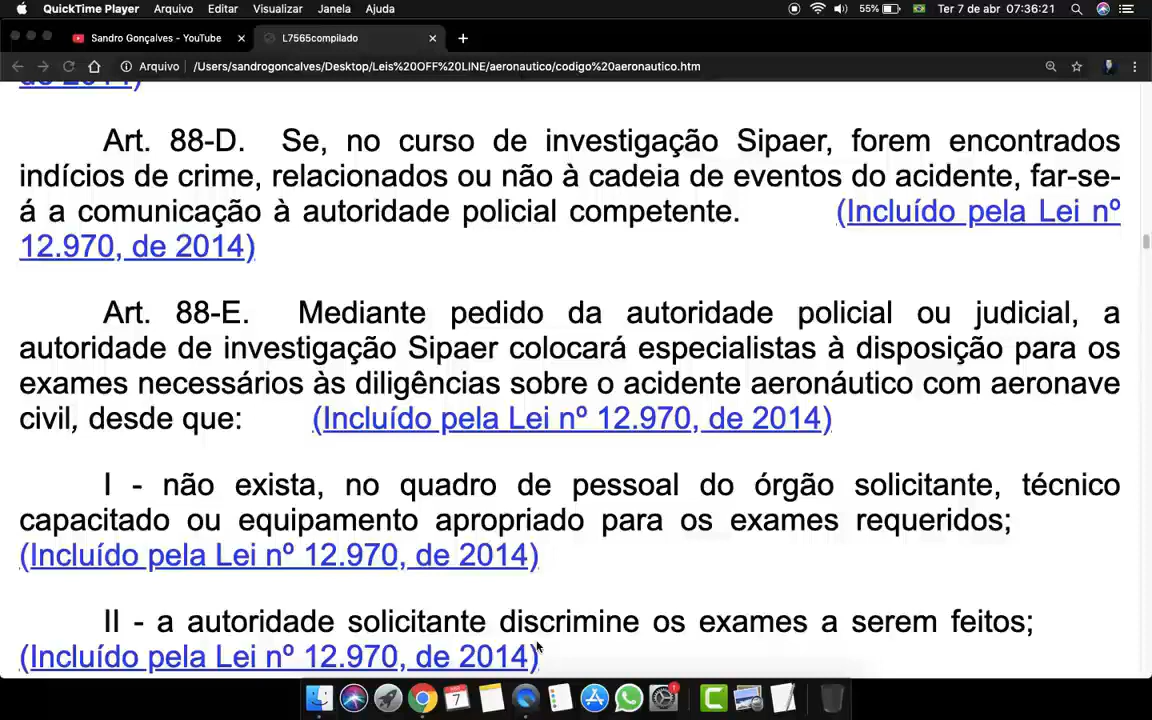 QuickTime Player Arquivo Editar Visualizar Janela Ajuda 55% Ter 7 de abr 07:36:21
Sandro Gonçalves - YouTube L7565compilado
Arquivo /Users/sandrogoncalves/Desktop/Leis%20OFF%20LINE/aeronautico/codigo%20aeronautico.htm
de 2014)
Art. 88-D. Se, no curso de investigação Sipaer, forem encontrados
indícios de crime, relacionados ou não à cadeia de eventos do acidente, far-se-
á a comunicação à autoridade policial competente. (Incluído pela Lei nº
12.970, de 2014)
Art. 88-E. Mediante pedido da autoridade policial ou judicial, a
autoridade de investigação Sipaer colocará especialistas à disposição para os
exames necessários às diligências sobre o acidente aeronáutico com aeronave
civil, desde que: (Incluído pela Lei nº 12.970, de 2014)
I - não exista, no quadro de pessoal do órgão solicitante, técnico
capacitado ou equipamento apropriado para os exames requeridos;
(Incluído pela Lei nº 12.970, de 2014)
II - a autoridade solicitante discrimine os exames a serem feitos;
(Incluído pela Lei nº 12.970, de 2014)
7
1